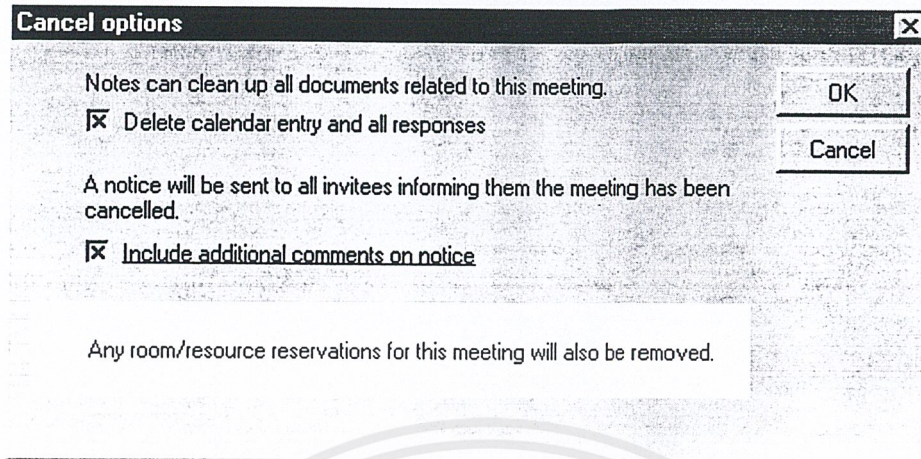 Cancel options
Notes can clean up all documents related to this meeting.
OK
Delete calendar entry and all responses
Cancel
A notice will be sent to all invitees informing them the meeting has been
cancelled.
Include additional comments on notice
Any room/resource reservations for this meeting will also be removed.